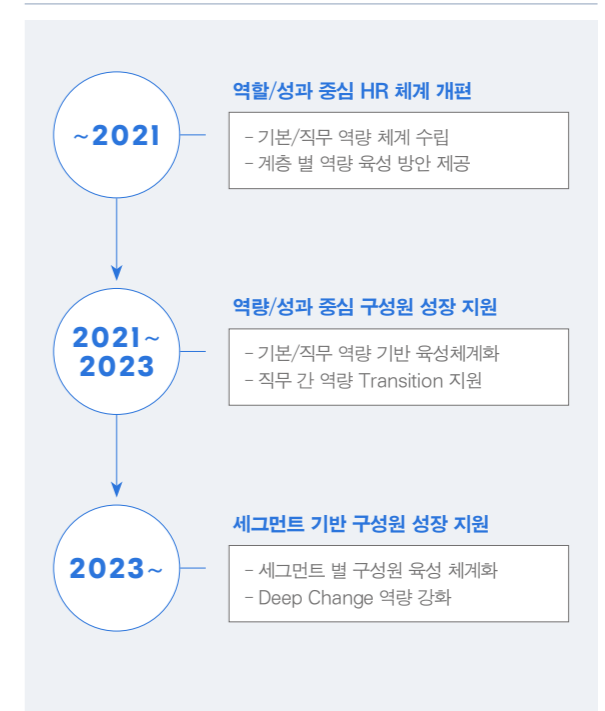 ~2021
역할/성과 중심 HR 체계 개편
- 기본/직무 역량 체계 수립
- 계층 별 역량 육성 방안 제공
2021~
2023
역량/성과 중심 구성원 성장 지원
- 기본/직무 역량 기반 육성체계화
- 직무 간 역량 Transition 지원
2023~
세그먼트 기반 구성원 성장 지원
- 세그먼트 별 구성원 육성 체계화
- Deep Change 역량 강화